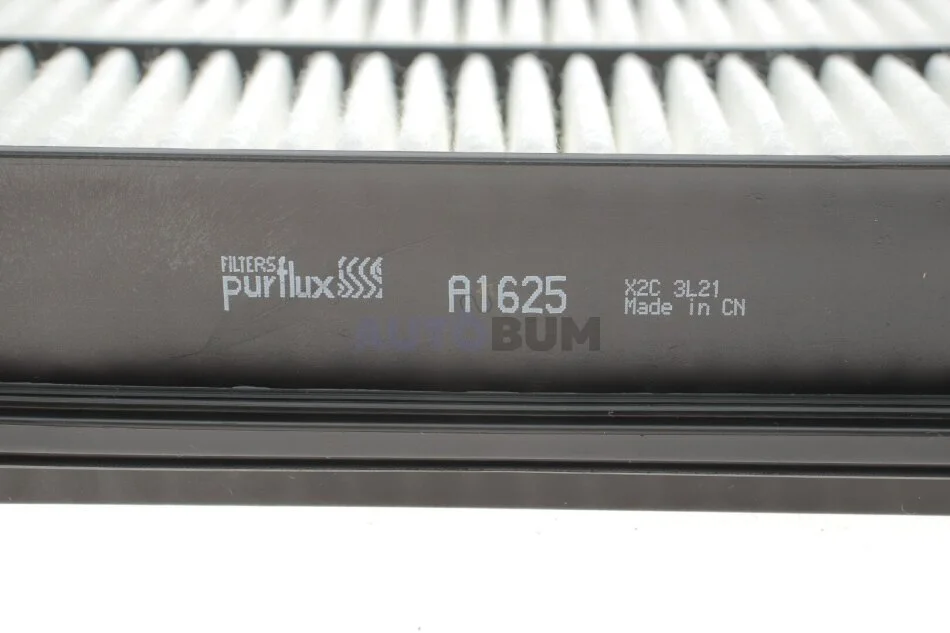 FILTERS
purflux
A1625
X2C 3L21
Made in CN
AUTOBUM